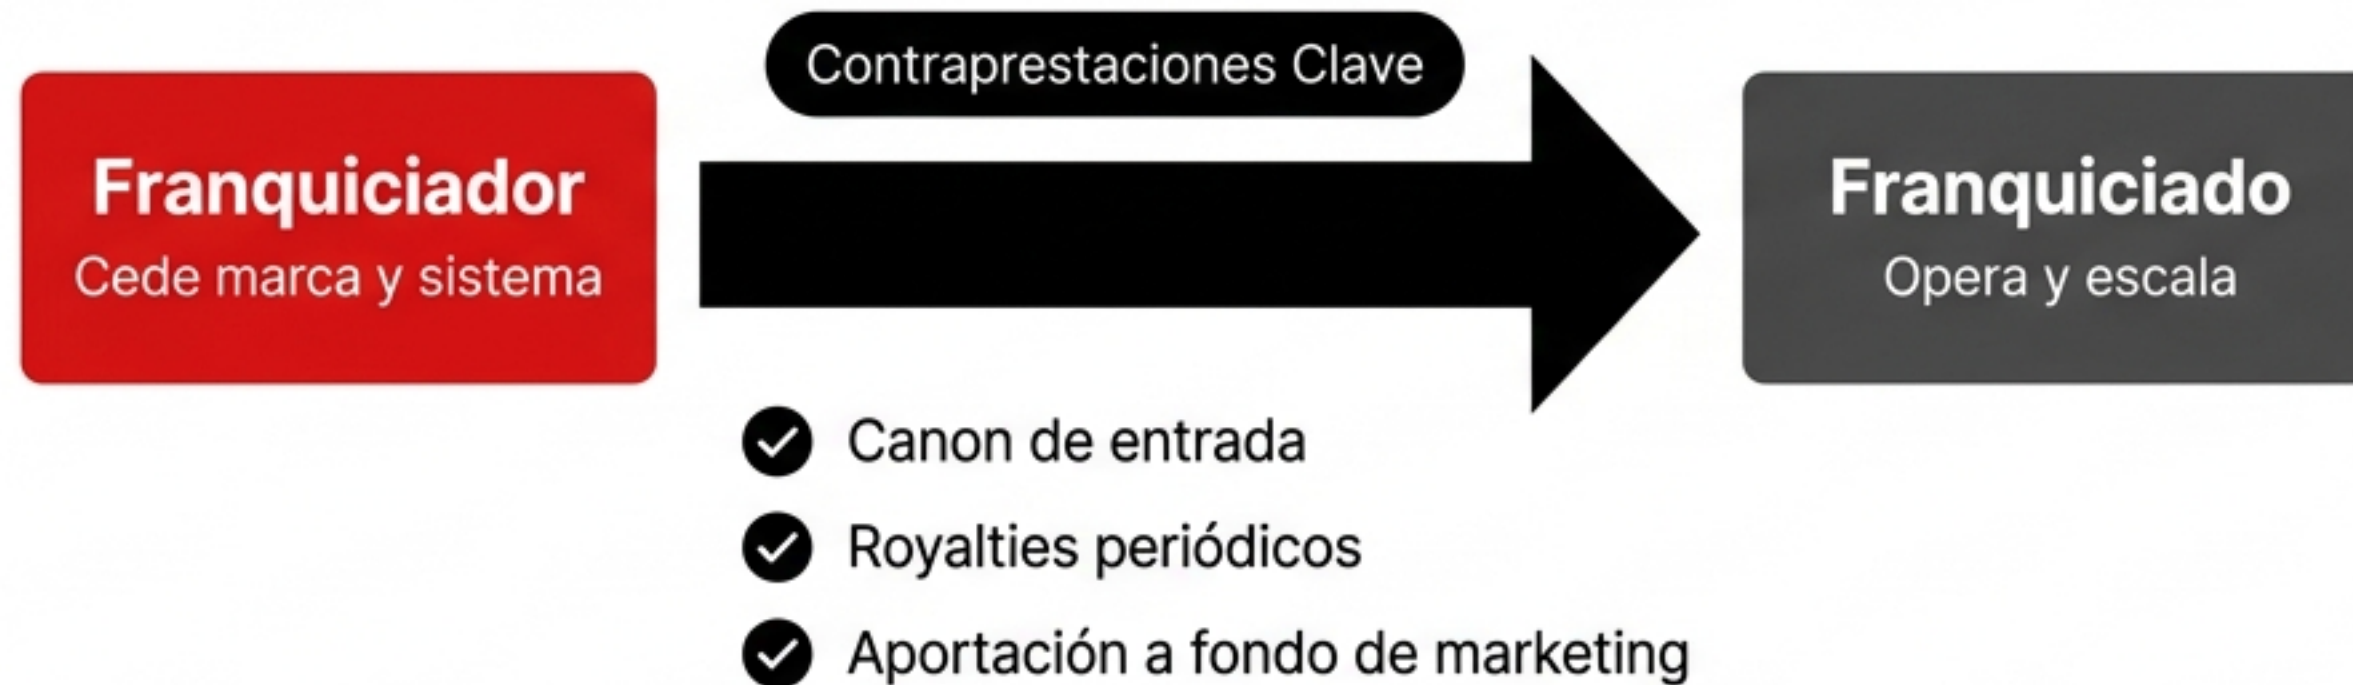 Contraprestaciones Clave
Franquiciador
Cede marca y sistema
Franquiciado
Opera y escala
Canon de entrada
Royalties periódicos
Aportación a fondo de marketing